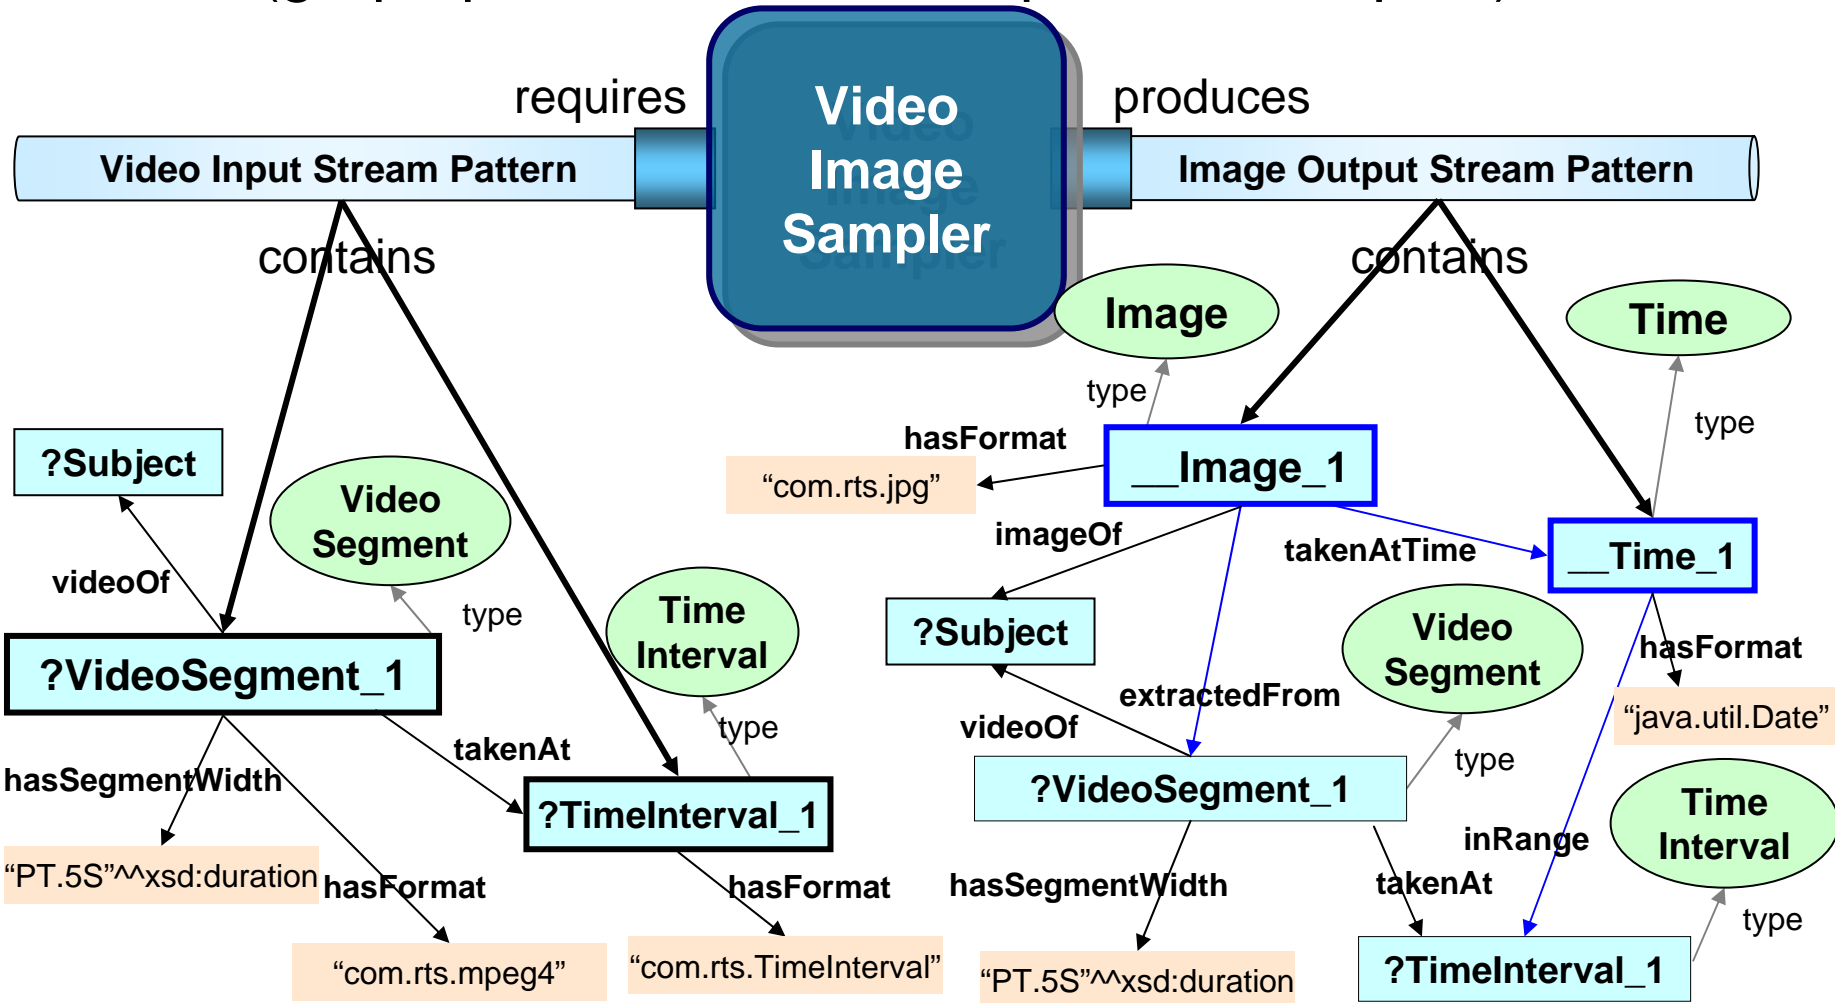 requires
Video
Image
Sampler
produces
Video Input Stream Pattern
Image Output Stream Pattern
contains
contains
Image
Time
type
type
hasFormat
?Subject
Video
Segment
"com.rts.jpg"
__Image_1
imageOf
takenAtTime
__Time_1
videoOf
type
Time
Interval
?Subject
Video
Segment
hasFormat
?VideoSegment_1
extractedFrom
"java.util.Date"
type
videoOf
takenAt
type
hasSegmentWidth
?TimeInterval_1
?VideoSegment_1
Time
Interval
inRange
"PT.5S"^^xsd:duration
hasFormat
hasFormat
hasSegmentWidth
takenAt
type
"com.rts.mpeg4"
"com.rts.TimeInterval"
"PT.5S"^^xsd:duration
?TimeInterval_1